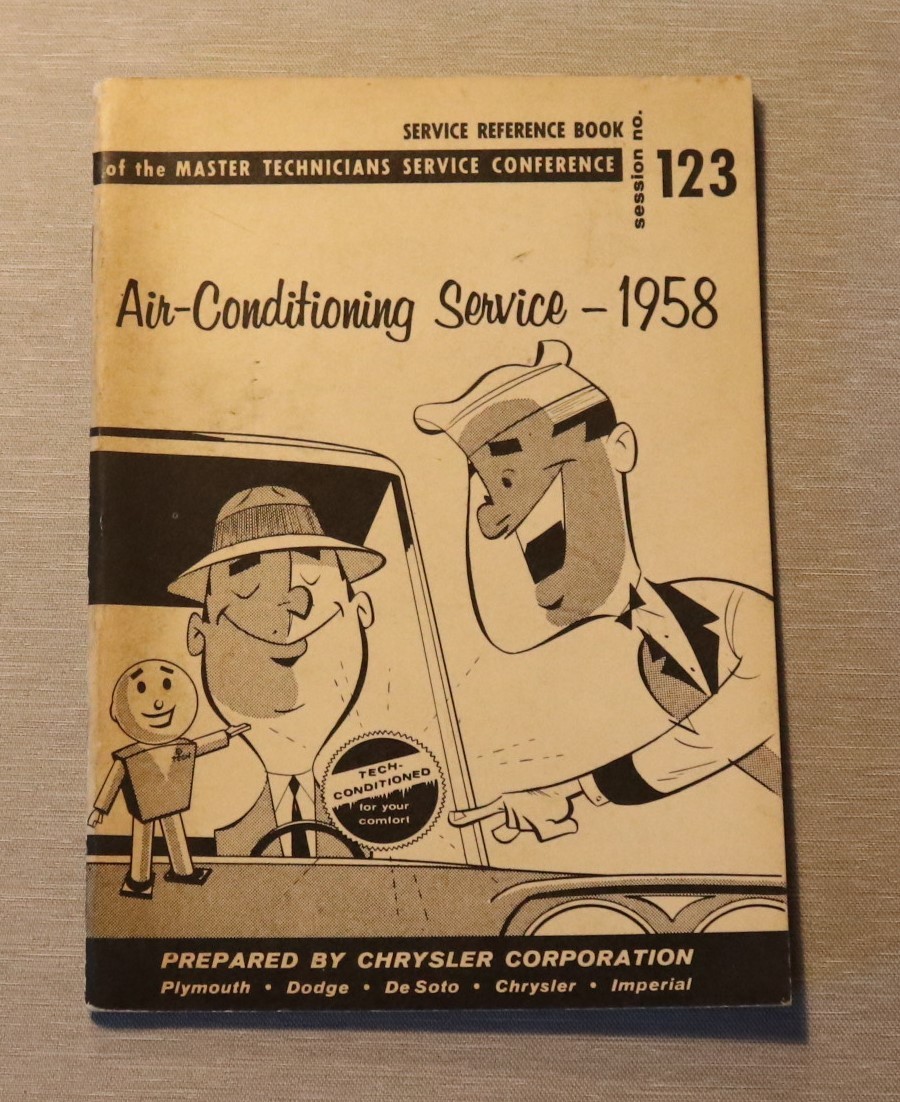 SERVICE REFERENCE BOOK
of the MASTER TECHNICIANS SERVICE CONFERENCE
session no.
123
Air-Conditioning Service – 1958
TECH-
CONDITIONED
for your
comfort
PREPARED BY CHRYSLER CORPORATION
Plymouth • Dodge • De Soto • Chrysler • Imperial